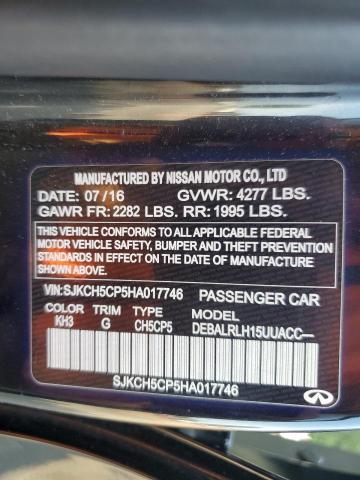 MANUFACTURED BY NISSAN MOTOR CO., LTD
DATE: 07/16 GVWR: 4277 LBS.
GAWR FR: 2282 LBS. RR: 1995 LBS.
THIS VEHICLE CONFORMS TO ALL APPLICABLE FEDERAL
MOTOR VEHICLE SAFETY, BUMPER AND THEFT PREVENTION
STANDARDS IN EFFECT ON THE DATE OF
MANUFACTURE SHOWN ABOVE.
VIN:SJKCH5CP5HA017746 PASSENGER CAR
COLOR TRIM TYPE MODEL
KH3 G CH5CP5 DEBALRLH15UUACC—
SJKCH5CP5HA017746
INFINITI